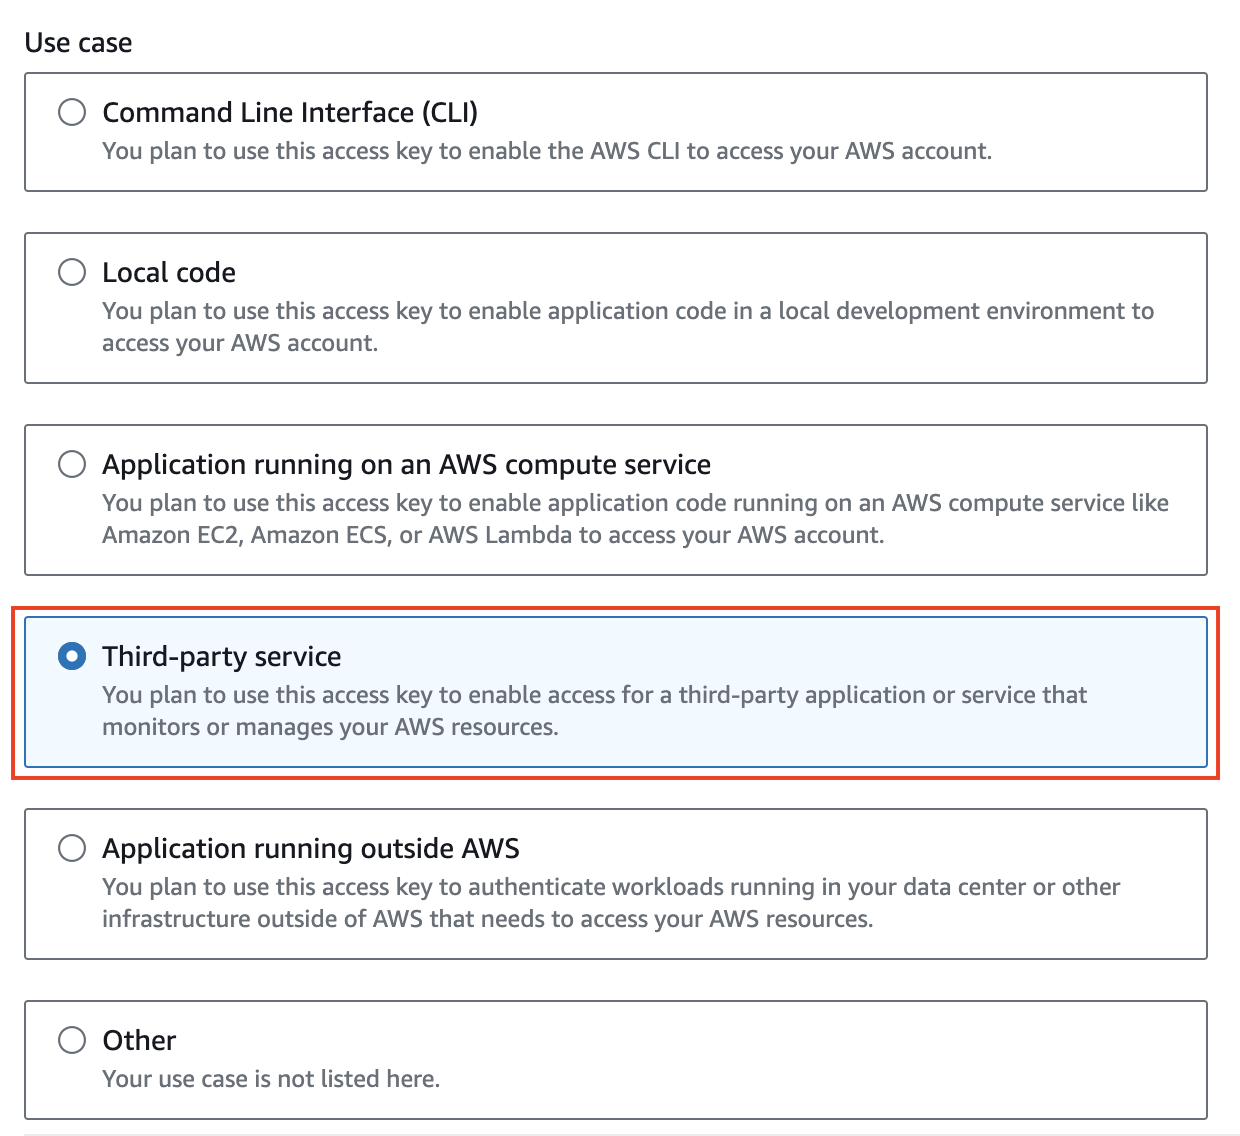 Use case
Command Line Interface (CLI)
You plan to use this access key to enable the AWS CLI to access your AWS account.
Local code
You plan to use this access key to enable application code in a local development environment to
access your AWS account.
Application running on an AWS compute service
You plan to use this access key to enable application code running on an AWS compute service like
Amazon EC2, Amazon ECS, or AWS Lambda to access your AWS account.
Third-party service
You plan to use this access key to enable access for a third-party application or service that
monitors or manages your AWS resources.
Application running outside AWS
You plan to use this access key to authenticate workloads running in your data center or other
infrastructure outside of AWS that needs to access your AWS resources.
Other
Your use case is not listed here.